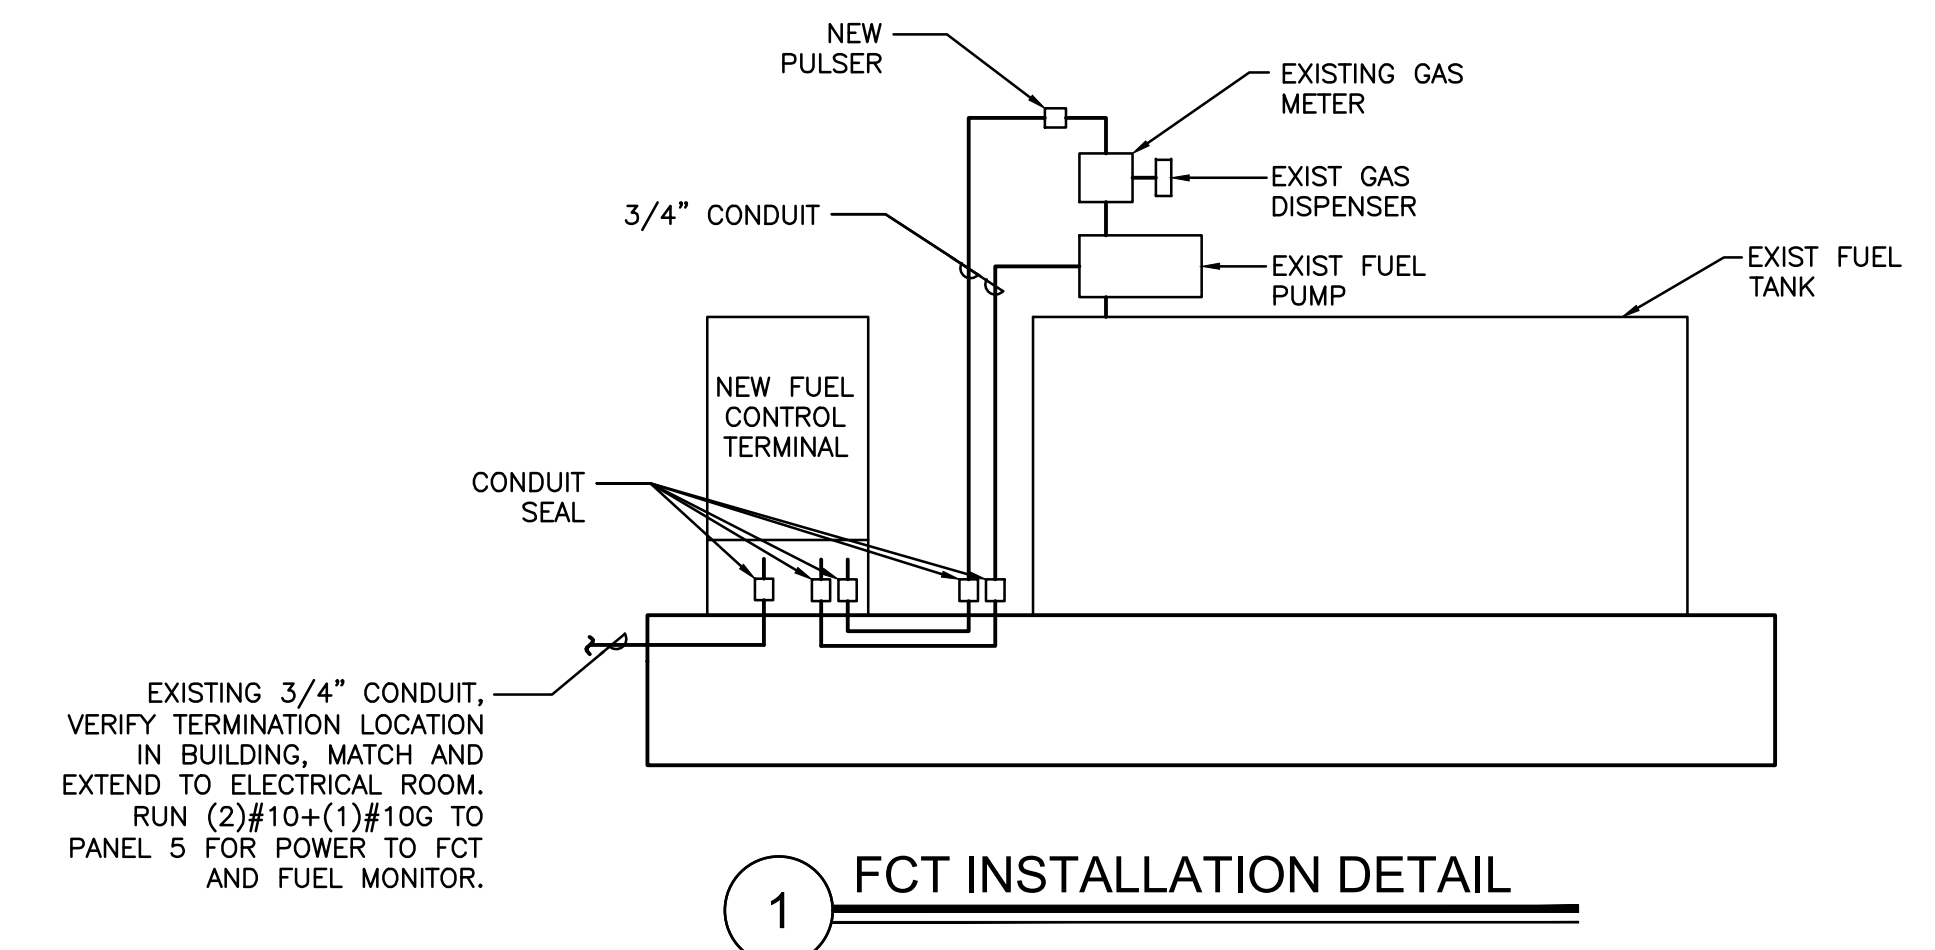 NEW
PULSER
EXISTING GAS
METER
EXIST GAS
DISPENSER
3/4" CONDUIT
EXIST FUEL
PUMP
EXIST FUEL
TANK
NEW FUEL
CONTROL
TERMINAL
CONDUIT
SEAL
EXISTING 3/4" CONDUIT,
VERIFY TERMINATION LOCATION
IN BUILDING, MATCH AND
EXTEND TO ELECTRICAL ROOM.
RUN (2)#10+(1)#10G TO
PANEL 5 FOR POWER TO FCT
AND FUEL MONITOR.
1
FCT INSTALLATION DETAIL